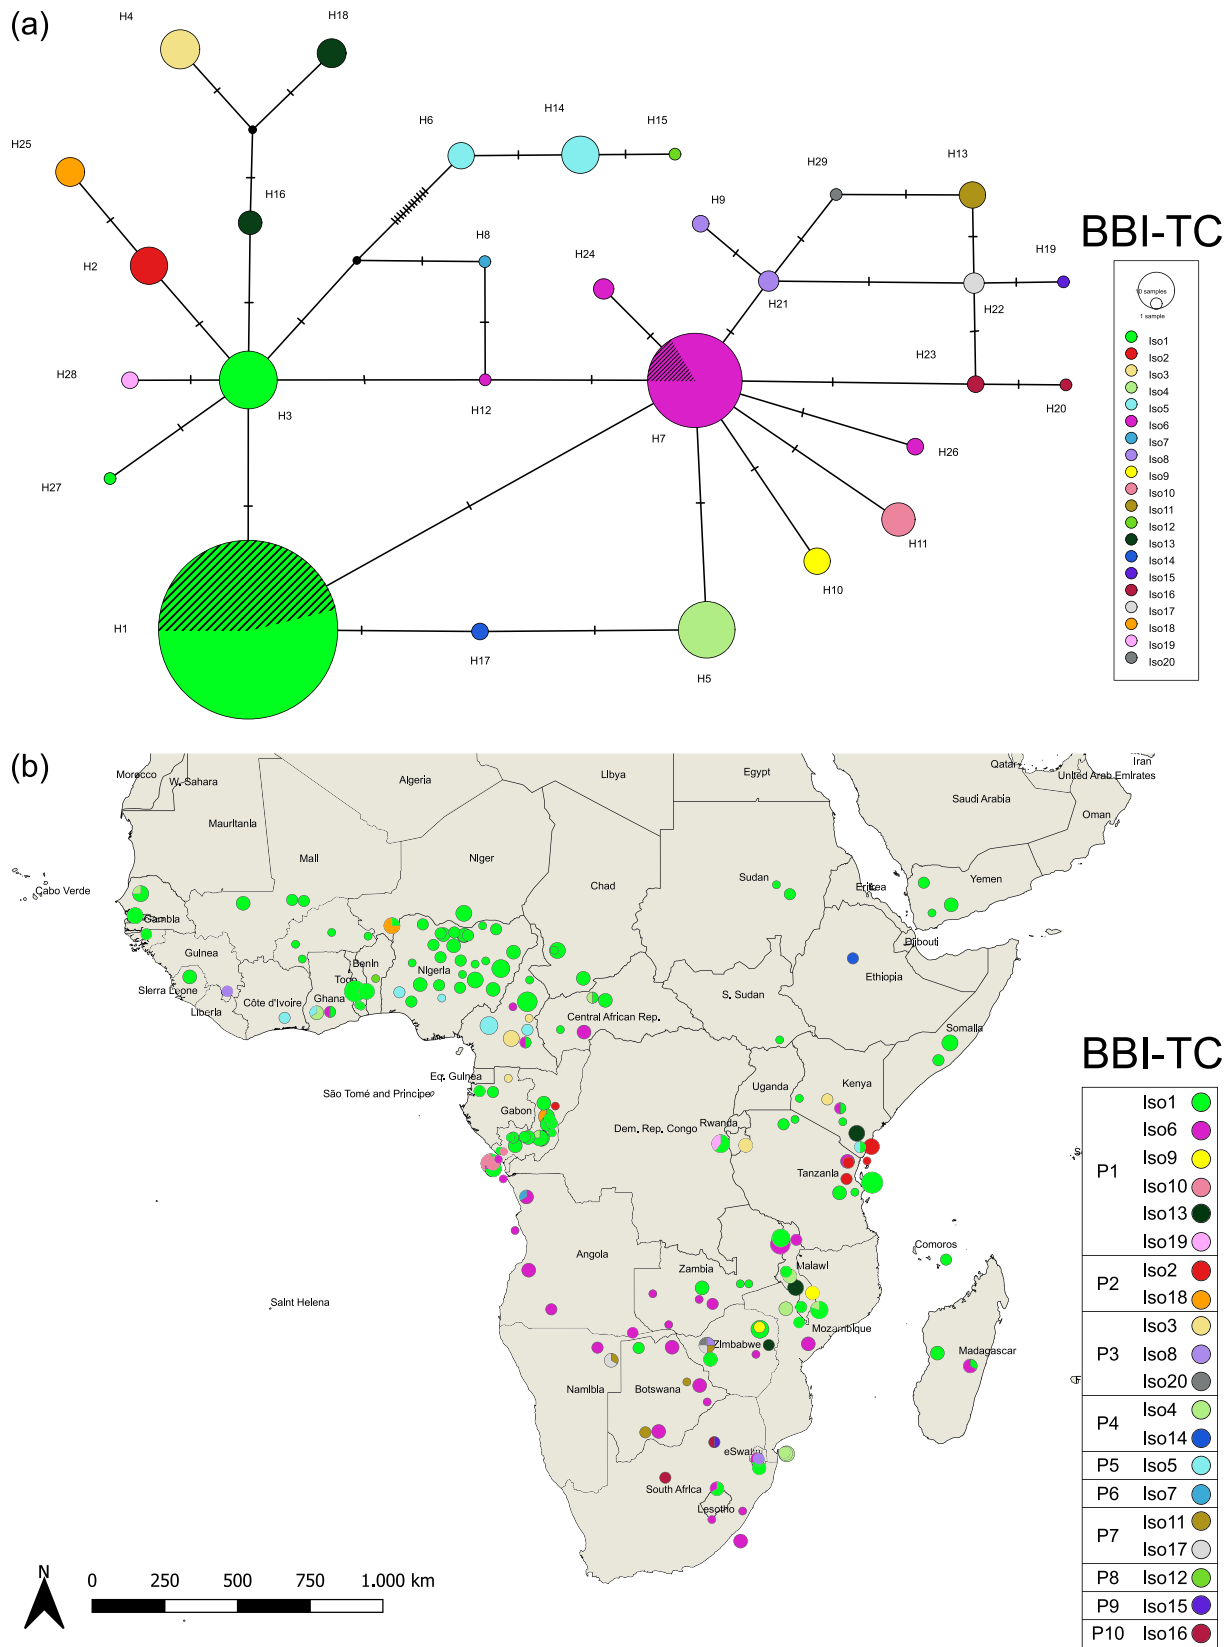 (a)
H4
H18
H25
H6
H14
H15
H29
H13
H16
H9
H2
H8
H24
H19
H21
H22
BBI-TC
10 samples
1 sample
Iso1
Iso2
Iso3
Iso4
Iso5
Iso6
Iso7
Iso8
Iso9
Iso10
Iso11
Iso12
Iso13
Iso14
Iso15
Iso16
Iso17
Iso18
Iso19
Iso20
H28
H3
H12
H7
H23
H20
H27
H26
H11
H10
H1
H17
H5
(b)
Morocco
W. Sahara
Algeria
Libya
Egypt
Qatar
Iran
United Arab Emirates
Saudi Arabia
Oman
Mauritania
Mali
Niger
Chad
Sudan
Eritrea
Yemen
Cabo Verde
Gambia
Guinea
Sierra Leone
Liberia
Côte d'Ivoire
Ghana
Togo
Benin
Nigeria
Djibouti
Ethiopia
S. Sudan
Central African Rep.
Somalia
Eq. Guinea
São Tomé and Principe
Gabon
Dem. Rep. Congo
Uganda
Kenya
Rwanda
Tanzania
Comoros
Angola
Zambia
Malawi
Saint Helena
Mozambique
Zimbabwe
Madagascar
Namibia
Botswana
South Africa
Lesotho
BBI-TC
P1
Iso1
Iso6
Iso9
Iso10
Iso13
Iso19
P2
Iso2
Iso18
P3
Iso3
Iso8
Iso20
P4
Iso4
Iso14
P5 Iso5
P6 Iso7
P7
Iso11
Iso17
P8 Iso12
P9 Iso15
P10 Iso16
N
0 250 500 750 1.000 km